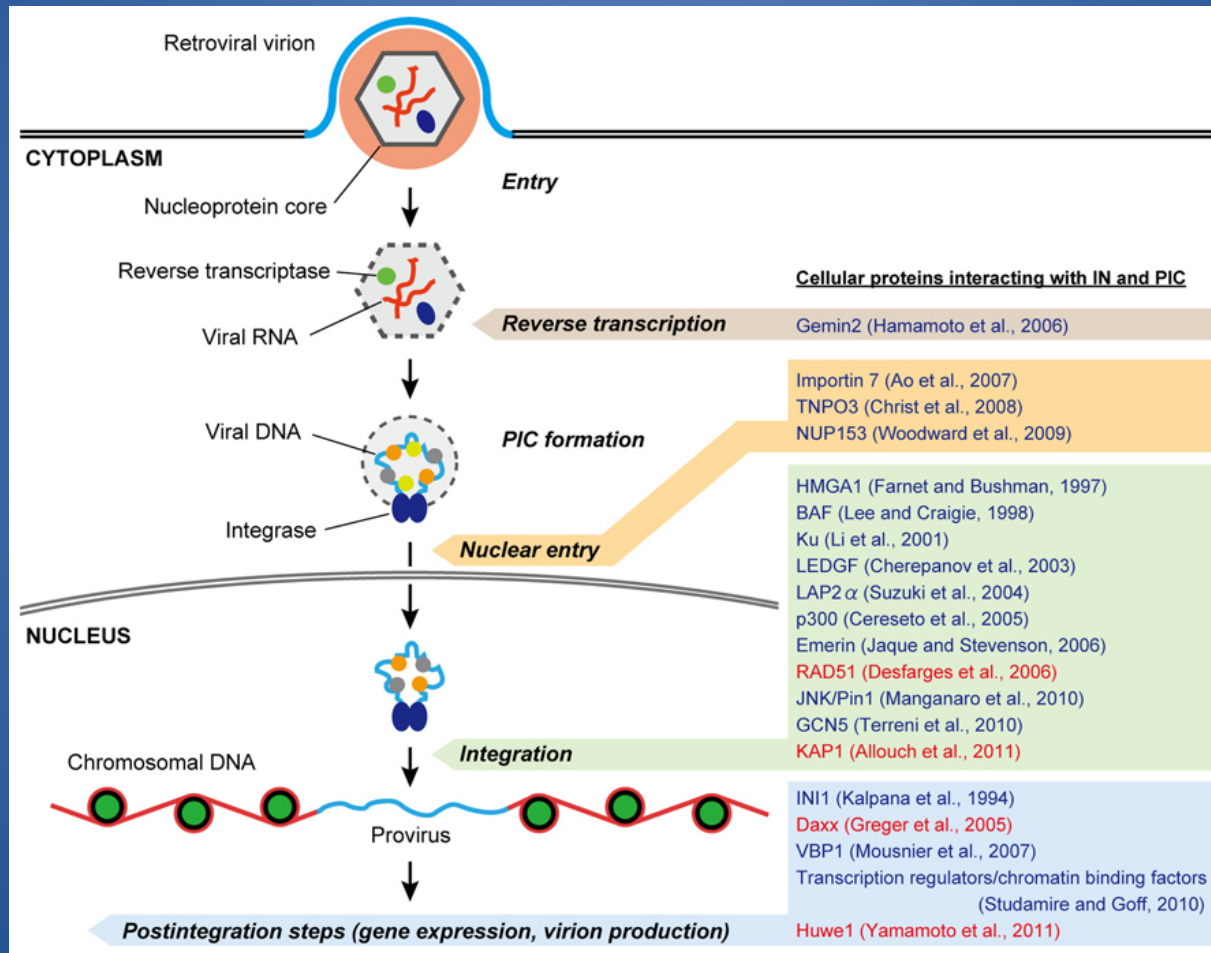 Retroviral virion
CYTOPLASM
Entry
Nucleoprotein core
Reverse transcriptase
Viral RNA
Reverse transcription
Viral DNA
PIC formation
Integrase
Nuclear entry
NUCLEUS
Integration
Chromosomal DNA
Provirus
Postintegration steps (gene expression, virion production)
Cellular proteins interacting with IN and PIC
Gemin2 (Hamamoto et al., 2006)
Importin 7 (Ao et al., 2007)
TNPO3 (Christ et al., 2008)
NUP153 (Woodward et al., 2009)
HMGA1 (Farnet and Bushman, 1997)
BAF (Lee and Craigie, 1998)
Ku (Li et al., 2001)
LEDGF (Cherepanov et al., 2003)
LAP2α (Suzuki et al., 2004)
p300 (Cereseto et al., 2005)
Emerin (Jaque and Stevenson, 2006)
RAD51 (Desfarges et al., 2006)
JNK/Pin1 (Manganaro et al., 2010)
GCN5 (Terreni et al., 2010)
KAP1 (Allouch et al., 2011)
INI1 (Kalpana et al., 1994)
Daxx (Greger et al., 2005)
VBP1 (Mousnier et al., 2007)
Transcription regulators/chromatin binding factors
(Studamire and Goff, 2010)
Huwe1 (Yamamoto et al., 2011)